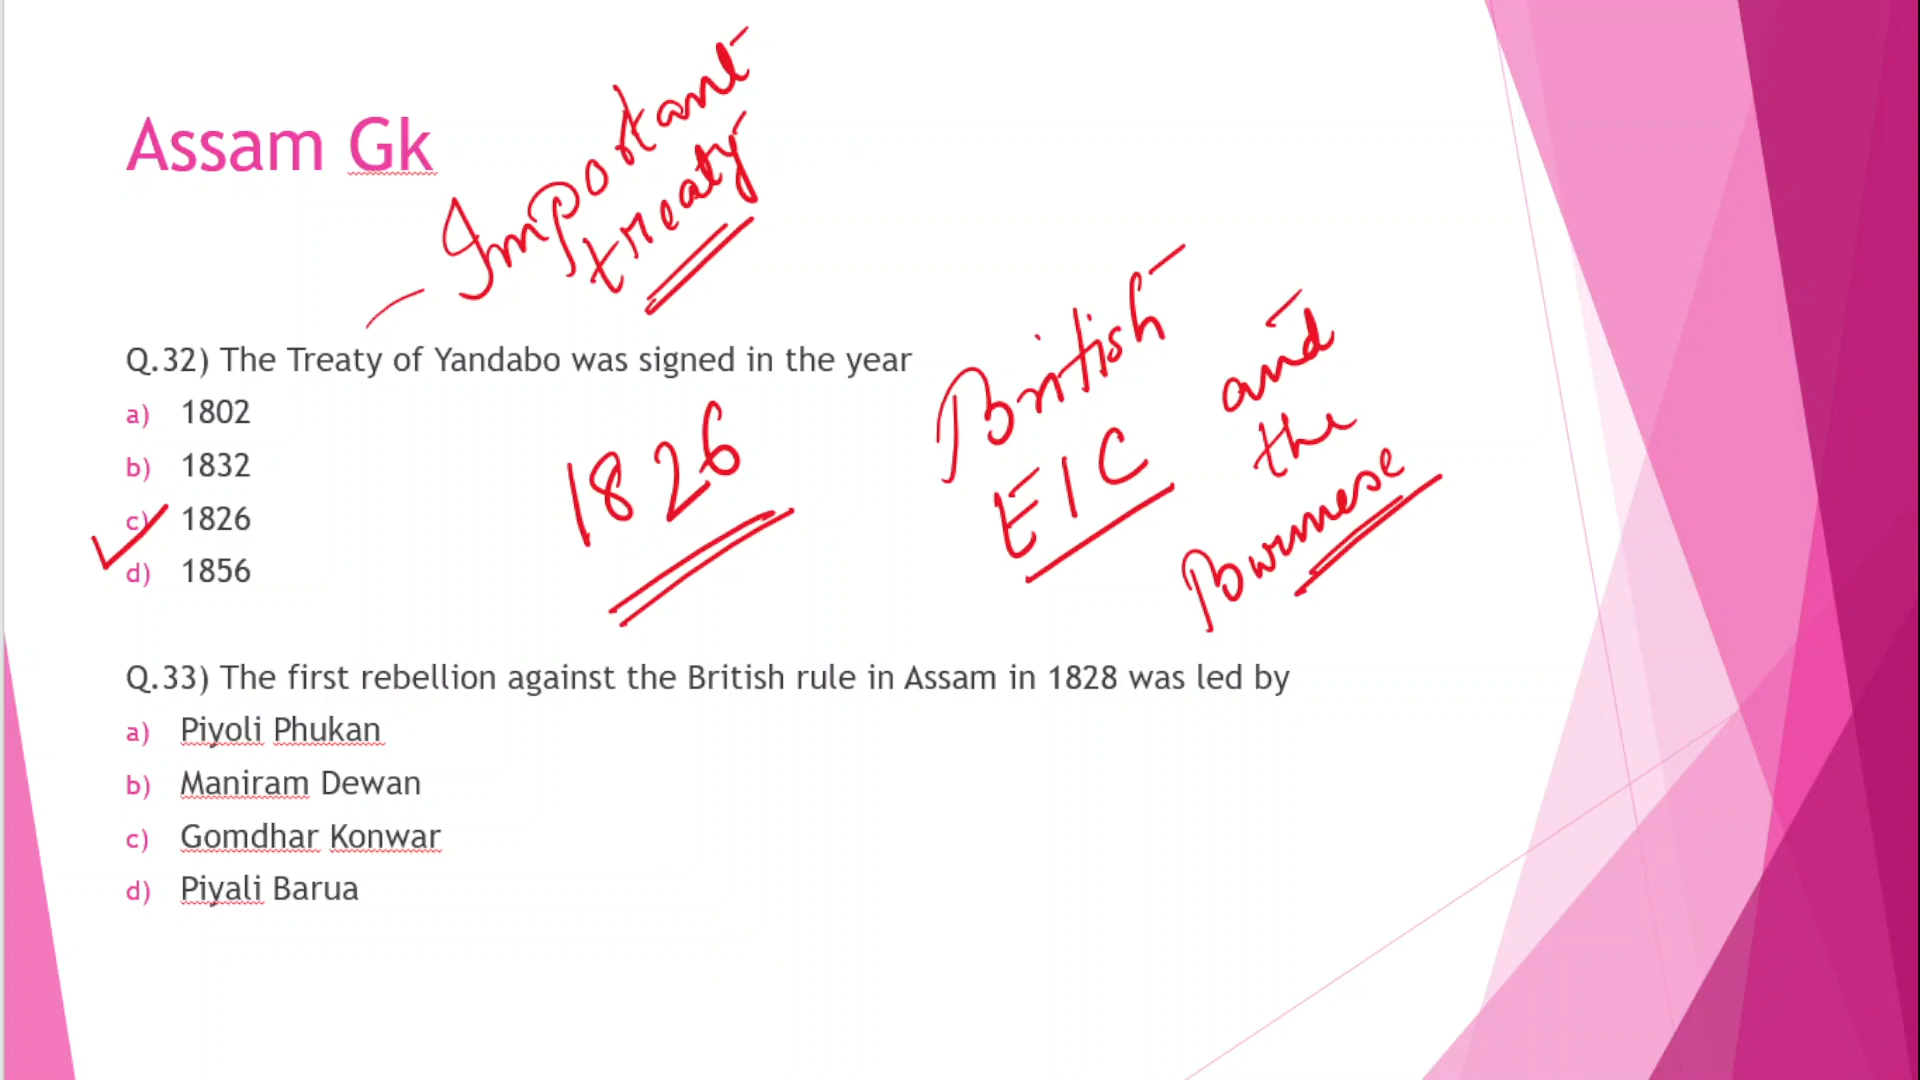 Assam Gk
Important
treaty
Q.32) The Treaty of Yandabo was signed in the year
a) 1802
b) 1832
c) 1826
d) 1856
1826
British
EIC
and
the
Burmese
Q.33) The first rebellion against the British rule in Assam in 1828 was led by
a) Piyoli Phukan
b) Maniram Dewan
c) Gomdhar Konwar
d) Piyali Barua